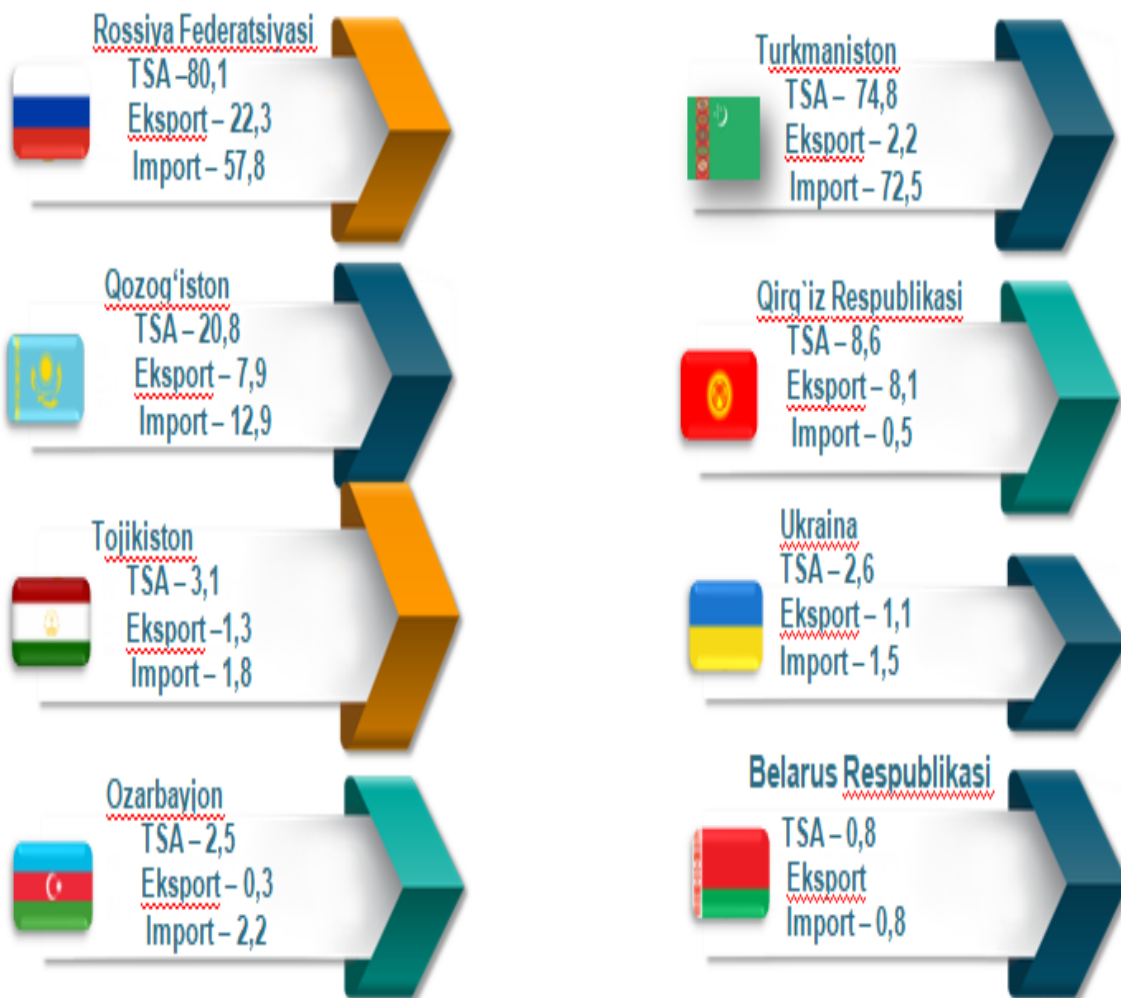 Rossiya Federatsiyasi
TSA –80,1
Eksport – 22,3
Import – 57,8
Turkmaniston
TSA – 74,8
Eksport – 2,2
Import – 72,5
Qozog‘iston
TSA – 20,8
Eksport – 7,9
Import – 12,9
Qirg`iz Respublikasi
TSA – 8,6
Eksport – 8,1
Import – 0,5
Tojikiston
TSA – 3,1
Eksport –1,3
Import – 1,8
Ukraina
TSA – 2,6
Eksport – 1,1
Import – 1,5
Ozarbayjon
TSA – 2,5
Eksport – 0,3
Import – 2,2
Belarus Respublikasi
TSA – 0,8
Eksport
Import – 0,8